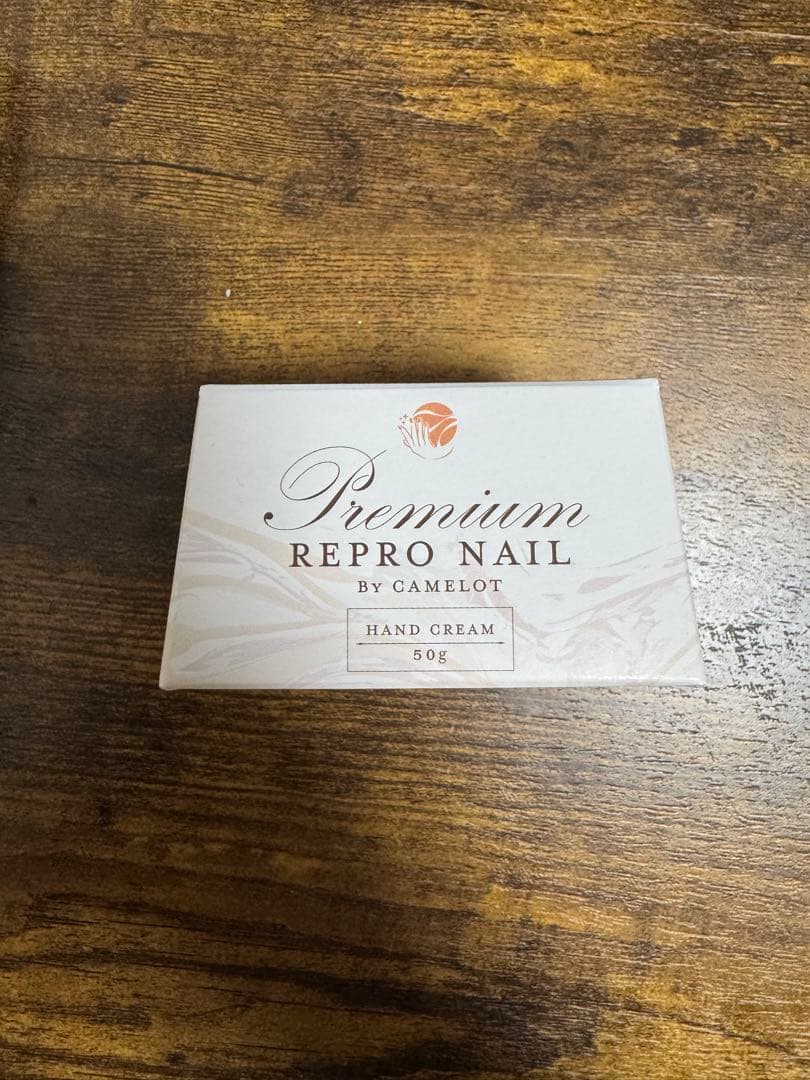 Premium
REPRO NAIL
By CAMELOT
HAND CREAM
50g